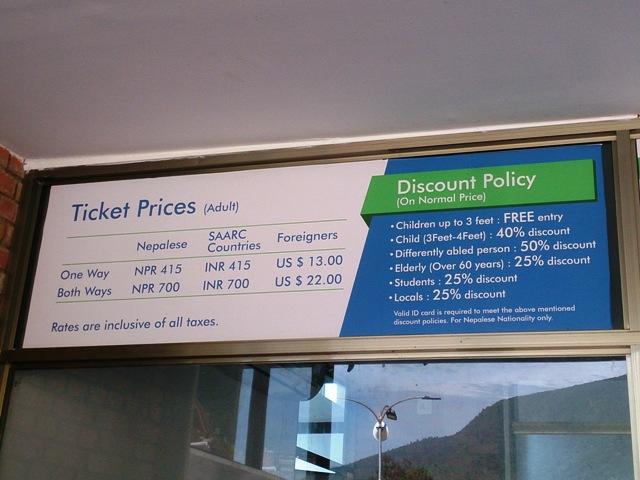 Ticket Prices (Adult)
Nepalese SAARC Countries Foreigners
One Way NPR 415 INR 415 US $ 13.00
Both Ways NPR 700 INR 700 US $ 22.00
Rates are inclusive of all taxes.
Discount Policy
(On Normal Price)
• Children up to 3 feet : FREE entry
• Child (3Feet-4Feet) : 40% discount
• Differently abled person : 50% discount
• Elderly (Over 60 years) : 25% discount
• Students : 25% discount
• Locals : 25% discount
Valid ID card is required to meet the above mentioned
discount policies. For Nepalese Nationality only.